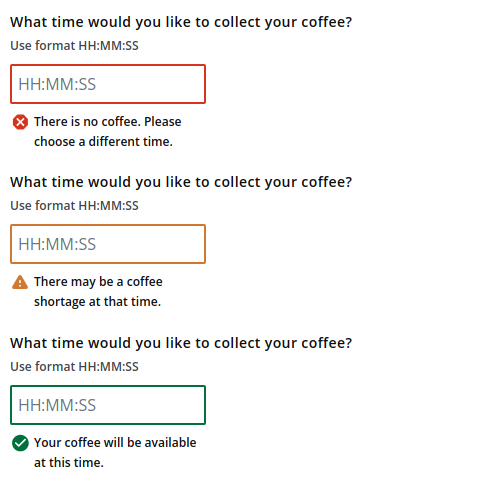 What time would you like to collect your coffee?
Use format HH:MM:SS
HH:MM:SS
There is no coffee. Please
choose a different time.
What time would you like to collect your coffee?
Use format HH:MM:SS
HH:MM:SS
There may be a coffee
shortage at that time.
What time would you like to collect your coffee?
Use format HH:MM:SS
HH:MM:SS
Your coffee will be available
at this time.